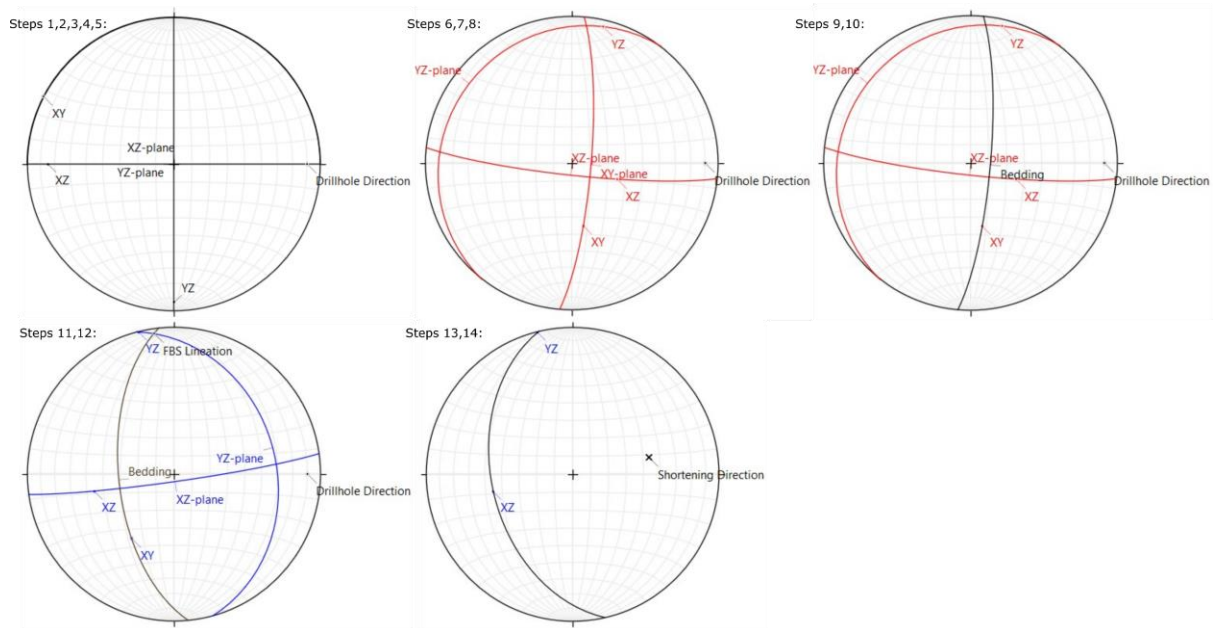 Steps 1,2,3,4,5:
XY
XZ-plane
XZ
YZ-plane
Drillhole Direction
YZ
Steps 6,7,8:
YZ
YZ-plane
XZ-plane
XY-plane
Drillhole Direction
XZ
XY
Steps 9,10:
YZ
YZ-plane
XZ-plane
Bedding
Drillhole Direction
XZ
XY
Steps 11,12:
YZ
FBS Lineation
YZ-plane
Bedding
Drillhole Direction
XZ-plane
XZ
XY
Steps 13,14:
YZ
Shortening Direction
XZ